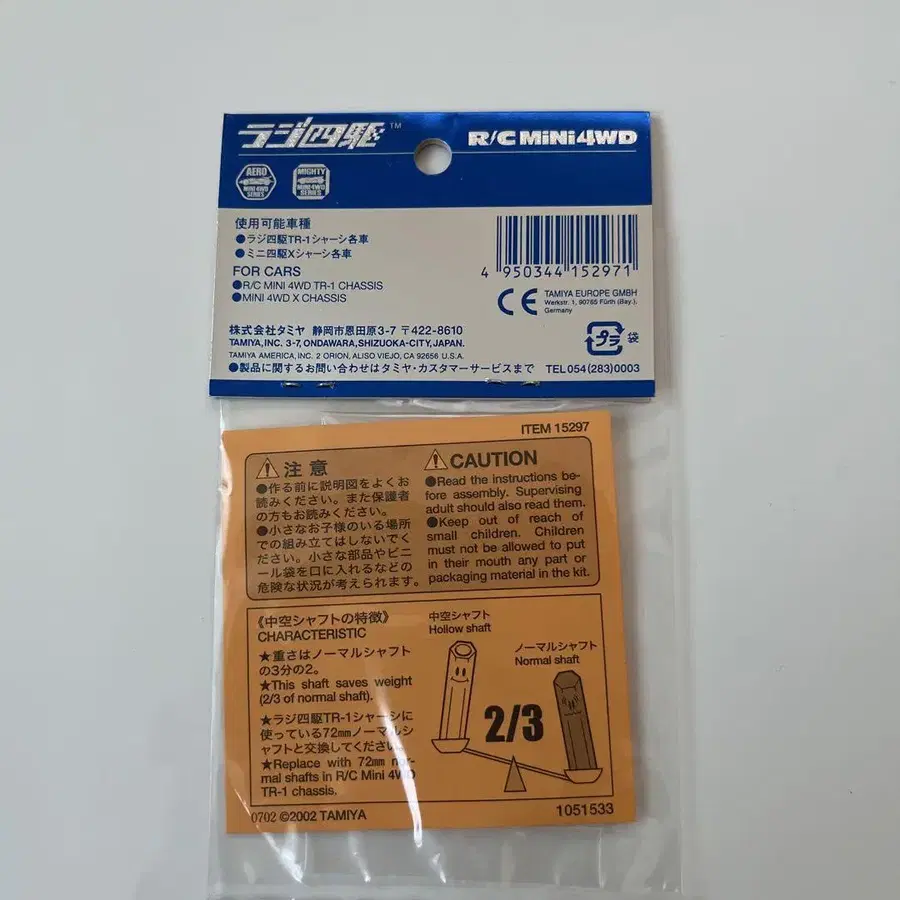 ラジ四駆™
R/C MINI 4WD
AERO
MINI 4WD
SERIES
MIGHTY
MINI 4WD
SERIES
使用可能車種
●ラジ四駆TR-1シャーシ各車
●ミニ四駆Xシャーシ各車
FOR CARS
●R/C MINI 4WD TR-1 CHASSIS
●MINI 4WD X CHASSIS
4 950344 152971
CE
TAMIYA EUROPE GMBH
Werkstr. 1, 90765 Fürth (Bay.),
Germany
株式会社タミヤ 静岡市恩田原3-7 〒422-8610
TAMIYA, INC. 3-7, ONDAWARA, SHIZUOKA-CITY, JAPAN.
TAMIYA AMERICA, INC. 2 ORION, ALISO VIEJO, CA 92656 U.S.A.
●製品に関するお問い合わせはタミヤ・カスタマーサービスまで TEL 054 (283) 0003
プラ
袋
ITEM 15297
注意
●作る前に説明図をよくお
読みください。また保護者
の方もお読みください。
●小さなお子様のいる場所
での組み立てはしないでく
ださい。小さな部品やビニ
ール袋を口に入れるなどの
危険な状況が考えられます。
CAUTION
●Read the instructions be-
fore assembly. Supervising
adult should also read them.
●Keep out of reach of
small children. Children
must not be allowed to put
in their mouth any part or
packaging material in the kit.
《中空シャフトの特徴》
CHARACTERISTIC
★重さはノーマルシャフト
の3分の2。
★This shaft saves weight
(2/3 of normal shaft).
★ラジ四駆TR-1シャーシに
使っている72mmノーマルシ
ャフトと交換してください。
★Replace with 72mm nor-
mal shafts in R/C Mini 4WD
TR-1 chassis.
中空シャフト
Hollow shaft
ノーマルシャフト
Normal shaft
2/3
0702 ©2002 TAMIYA
1051533